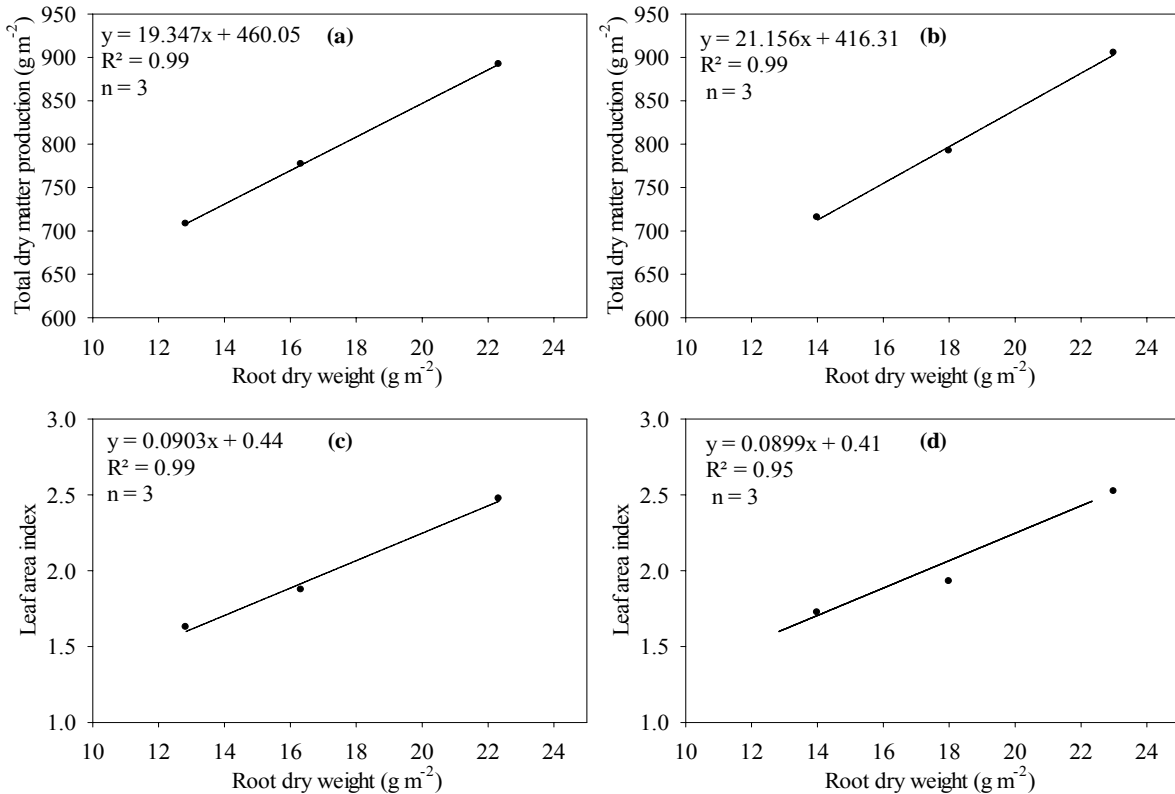 y = 19.347x + 460.05 (a)
R² = 0.99
n = 3
Total dry matter production (g m⁻²)
950
900
850
800
750
700
650
600
10 12 14 16 18 20 22 24
Root dry weight (g m⁻²)
y = 21.156x + 416.31 (b)
R² = 0.99
n = 3
Total dry matter production (g m⁻²)
950
900
850
800
750
700
650
600
10 12 14 16 18 20 22 24
Root dry weight (g m⁻²)
y = 0.0903x + 0.44 (c)
R² = 0.99
n = 3
Leaf area index
3.0
2.5
2.0
1.5
1.0
10 12 14 16 18 20 22 24
Root dry weight (g m⁻²)
y = 0.0899x + 0.41 (d)
R² = 0.95
n = 3
Leaf area index
3.0
2.5
2.0
1.5
1.0
10 12 14 16 18 20 22 24
Root dry weight (g m⁻²)